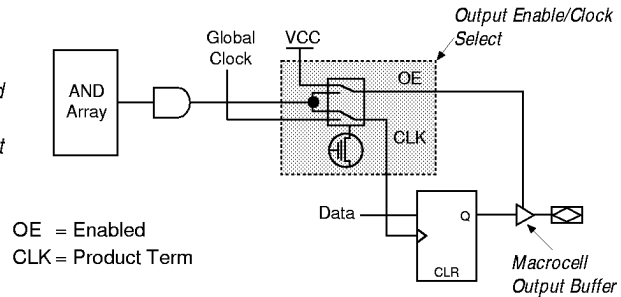 Output Enable/Clock
Select
Global
Clock
VCC
AND
Array
OE
CLK
Data
Q
CLR
OE = Enabled
CLK = Product Term
Macrocell
Output Buffer